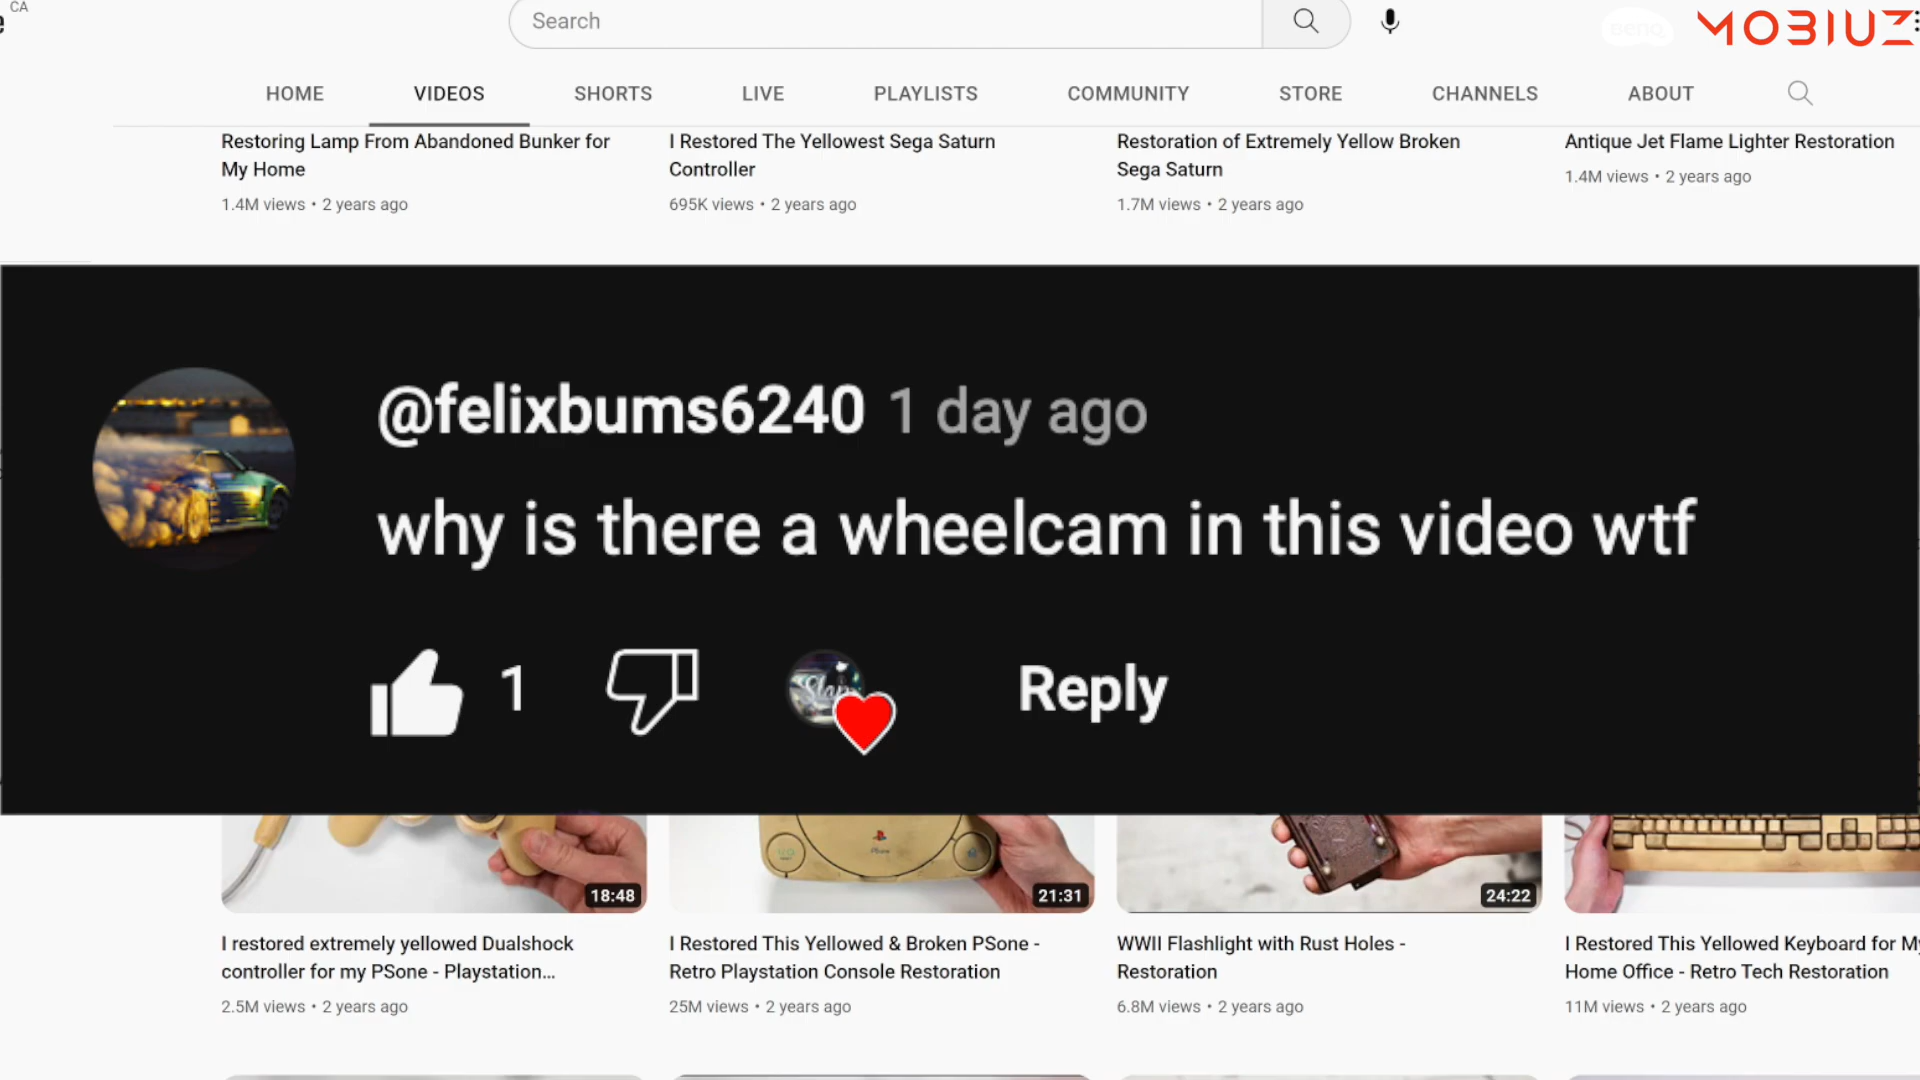 CA
Search
BenQ
MOBIUZ
HOME
VIDEOS
SHORTS
LIVE
PLAYLISTS
COMMUNITY
STORE
CHANNELS
ABOUT
Restoring Lamp From Abandoned Bunker for
My Home
1.4M views • 2 years ago
I Restored The Yellowest Sega Saturn
Controller
695K views • 2 years ago
Restoration of Extremely Yellow Broken
Sega Saturn
1.7M views • 2 years ago
Antique Jet Flame Lighter Restoration
1.4M views • 2 years ago
@felixbums6240 1 day ago
why is there a wheelcam in this video wtf
1
Reply
18:48
21:31
24:22
I restored extremely yellowed Dualshock
controller for my PSone - Playstation...
2.5M views • 2 years ago
I Restored This Yellowed & Broken PSone -
Retro Playstation Console Restoration
25M views • 2 years ago
WWII Flashlight with Rust Holes -
Restoration
6.8M views • 2 years ago
I Restored This Yellowed Keyboard for My
Home Office - Retro Tech Restoration
11M views • 2 years ago